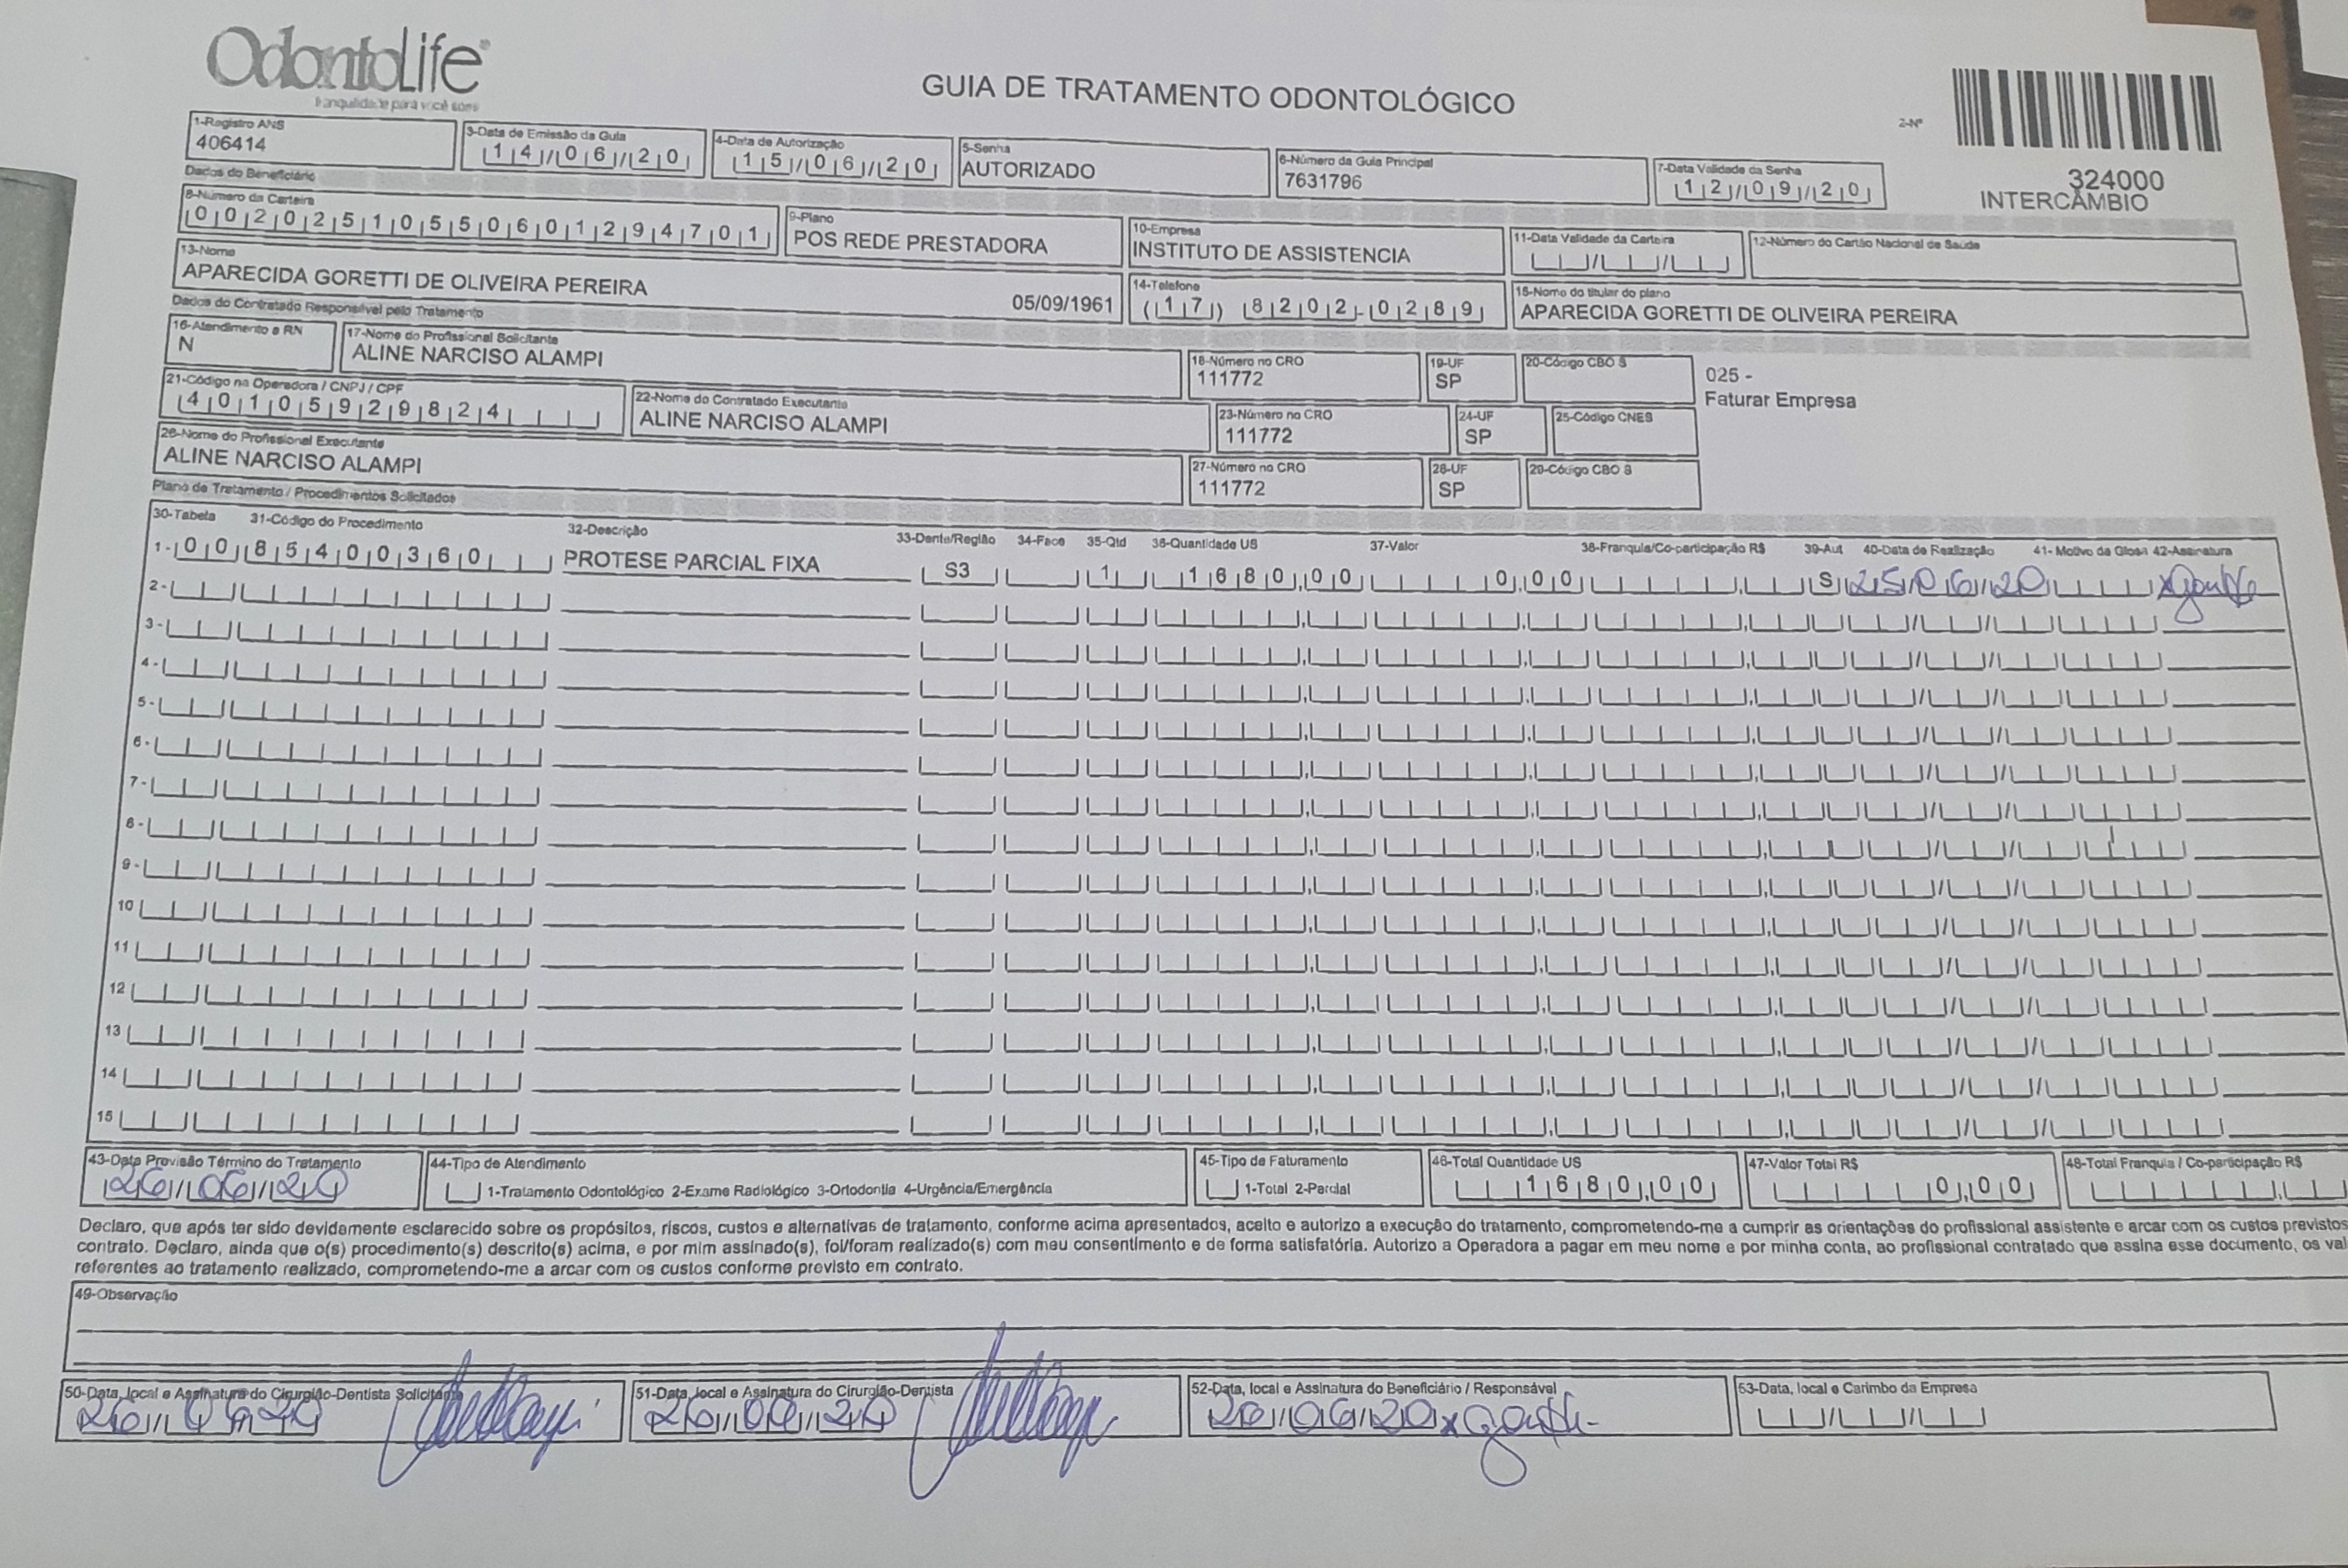 OdontoLife
tranquilidade para você sorrir
GUIA DE TRATAMENTO ODONTOLÓGICO
2-Nº
324000
INTERCÂMBIO
1-Registro ANS
406414
3-Data de Emissão da Guia
14/06/20
4-Data de Autorização
15/06/20
5-Senha
AUTORIZADO
6-Número da Guia Principal
7631796
7-Data Validade da Senha
12/09/20
Dados do Beneficiário
8-Número da Carteira
00202510550601294701
9-Plano
POS REDE PRESTADORA
10-Empresa
INSTITUTO DE ASSISTENCIA
11-Data Validade da Carteira
12-Número do Cartão Nacional de Saúde
13-Nome
APARECIDA GORETTI DE OLIVEIRA PEREIRA 05/09/1961
14-Telefone
(17) 8202-0289
15-Nome do titular do plano
APARECIDA GORETTI DE OLIVEIRA PEREIRA
Dados do Contratado Responsível pelo Tratamento
16-Atendimento a RN
N
17-Nome do Profissional Solicitante
ALINE NARCISO ALAMPI
18-Número no CRO
111772
19-UF
SP
20-Código CBO S
025 -
Faturar Empresa
21-Código na Operadora / CNPJ / CPF
40105929824
22-Nome do Contratado Executante
ALINE NARCISO ALAMPI
23-Número no CRO
111772
24-UF
SP
25-Código CNES
26-Nome do Profissional Executante
ALINE NARCISO ALAMPI
27-Número no CRO
111772
28-UF
SP
29-Código CBO S
Plano de Tratamento / Procedimentos Solicitados
30-Tabela 31-Código do Procedimento 32-Descrição 33-Dente/Região 34-Face 35-Qtd 36-Quantidade US 37-Valor 38-Franquia/Co-participação R$ 39-Aut 40-Data de Realização 41- Motivo da Glosa 42-Assinatura
1- 00 85400360 PROTESE PARCIAL FIXA S3 1 1680,00 0,00 S 25/06/20
2-
3-
4-
5-
6-
7-
8-
9-
10
11
12
13
14
15
43-Data Previsão Término do Tratamento
26/06/20
44-Tipo de Atendimento
1-Tratamento Odontológico 2-Exame Radiológico 3-Ortodontia 4-Urgência/Emergência
45-Tipo de Faturamento
1-Total 2-Parcial
46-Total Quantidade US
1680,00
47-Valor Total R$
0,00
48-Total Franquia / Co-participação R$
Declaro, que após ter sido devidamente esclarecido sobre os propósitos, riscos, custos e alternativas de tratamento, conforme acima apresentados, aceito e autorizo a execução do tratamento, comprometendo-me a cumprir as orientações do profissional assistente e arcar com os custos previstos
contrato. Declaro, ainda que o(s) procedimento(s) descrito(s) acima, e por mim assinado(s), foi/foram realizado(s) com meu consentimento e de forma satisfatória. Autorizo a Operadora a pagar em meu nome e por minha conta, ao profissional contratado que assina esse documento, os val
referentes ao tratamento realizado, comprometendo-me a arcar com os custos conforme previsto em contrato.
49-Observação
50-Data, local e Assinatura do Cirurgião-Dentista Solicitante
26/06/20
51-Data, local e Assinatura do Cirurgião-Dentista
26/06/20
52-Data, local e Assinatura do Beneficiário / Responsável
26/06/20
53-Data, local e Carimbo da Empresa